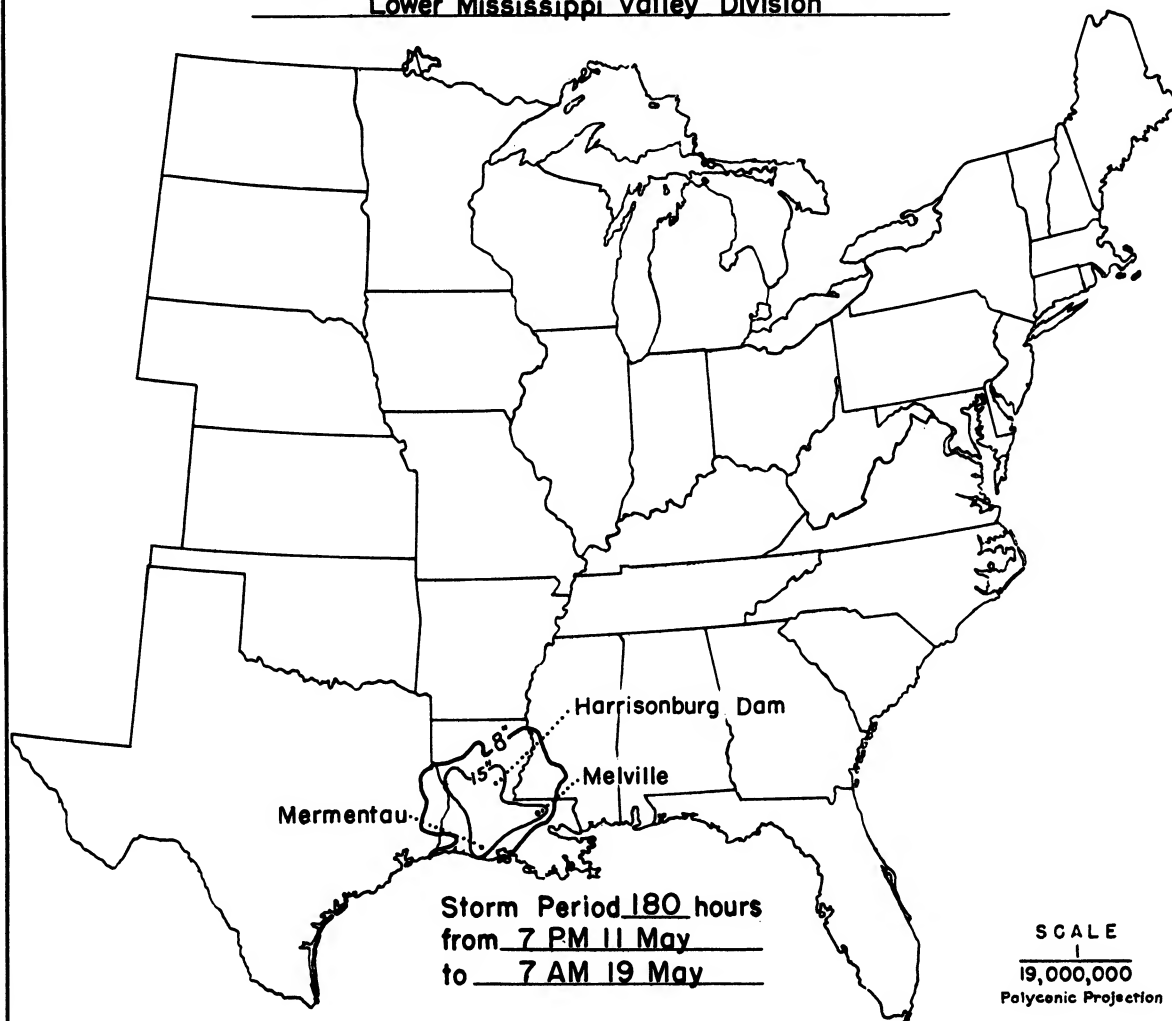 Lower Mississippi Valley Division
Harrisonburg Dam
8"
15"
Melville
Mermentau
Storm Period 180 hours
from 7 PM 11 May
to 7 AM 19 May
SCALE
1
19,000,000
Polyconic Projection